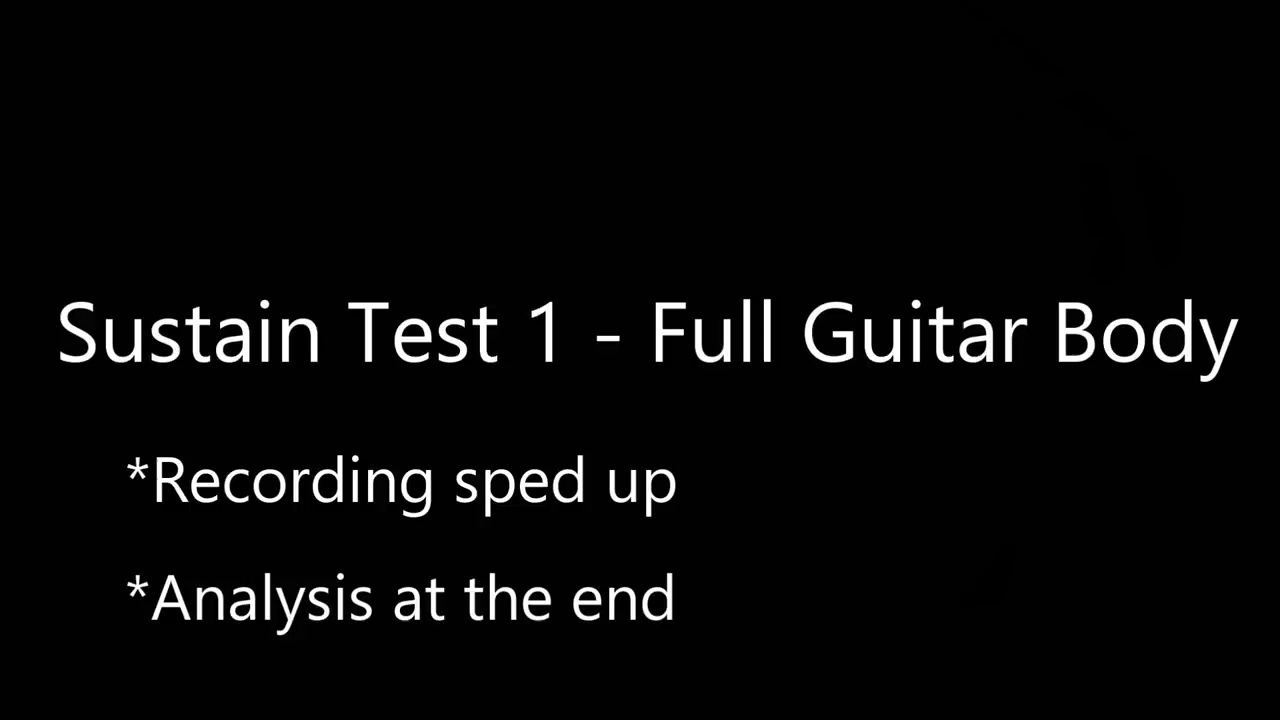 Sustain Test 1 - Full Guitar Body
*Recording sped up
*Analysis at the end